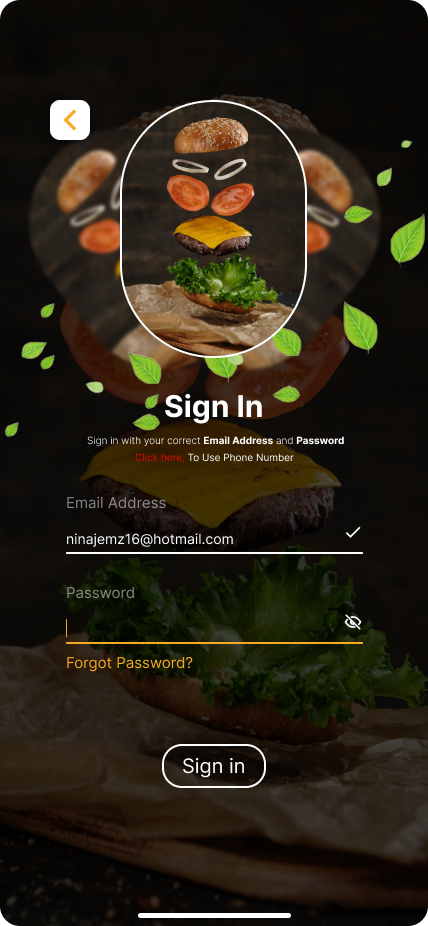 Sign In
Sign in with your correct Email Address and Password
Click here, To Use Phone Number
Email Address
ninajemz16@hotmail.com
Password
Forgot Password?
Sign in